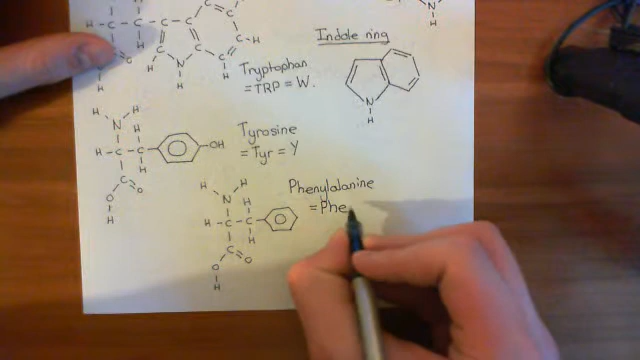 Indole ring
Tryptophan
= TRP = W.
Tyrosine
= Tyr = Y
Phenylalanine
= Phe